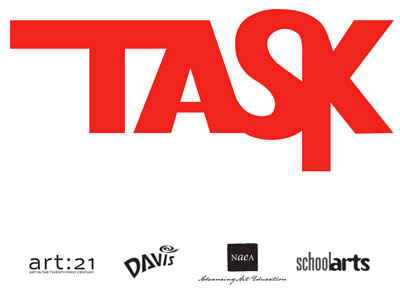 TASK
art:21
ART IN THE TWENTY-FIRST CENTURY
DAVIS
NaeA
Advancing Art Education
schoolarts